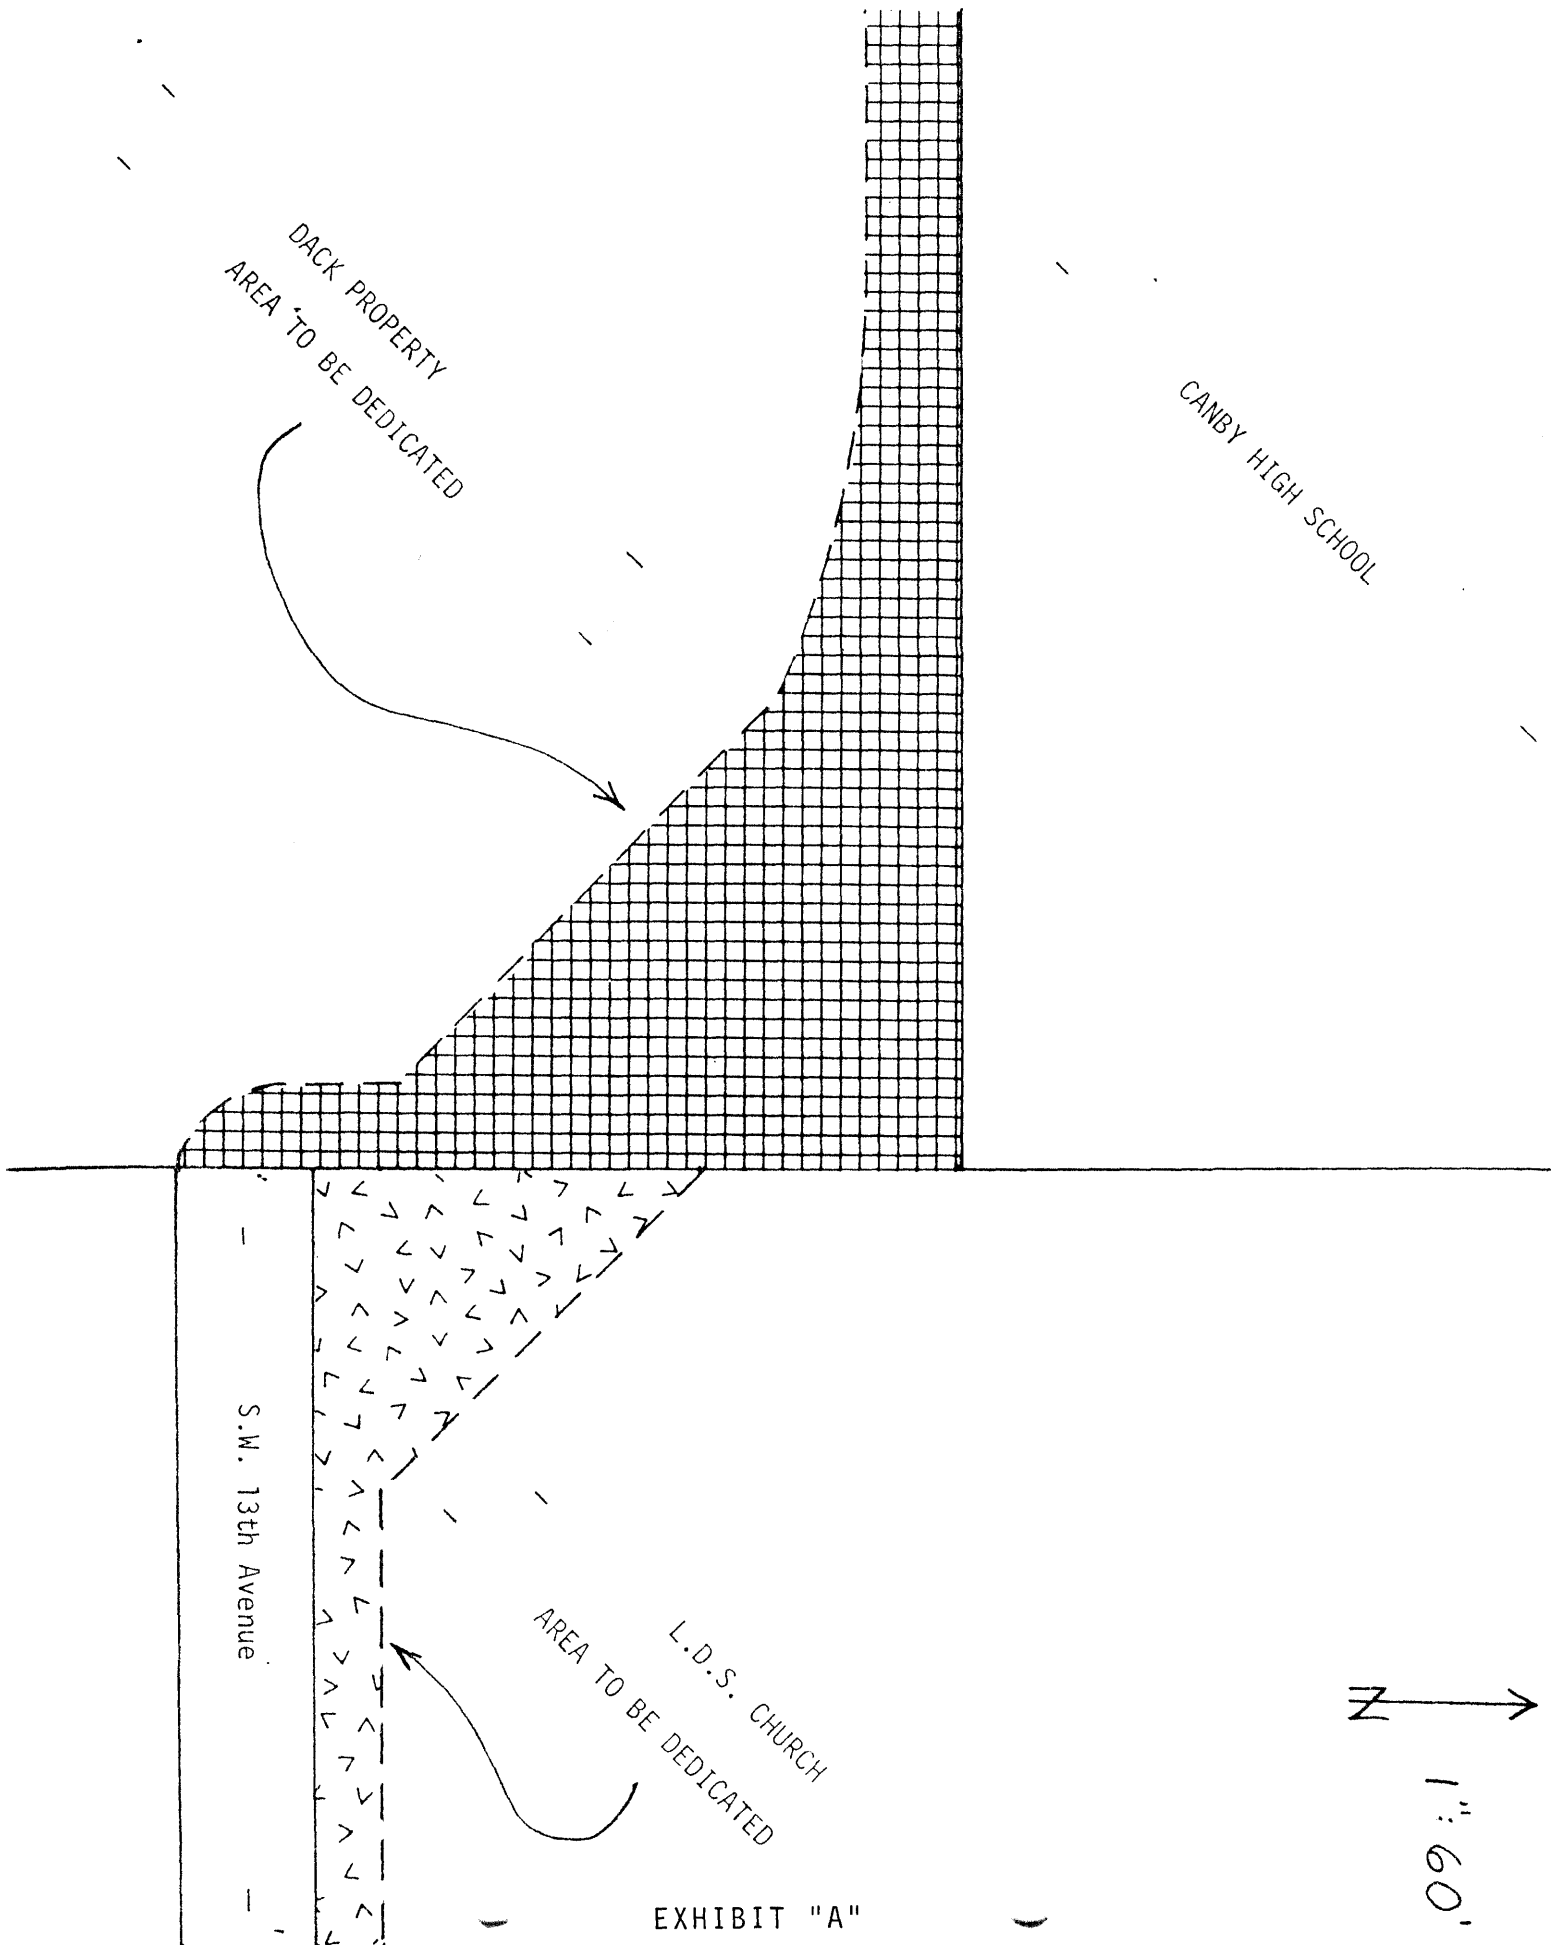 DACK PROPERTY
AREA TO BE DEDICATED
CANBY HIGH SCHOOL
S.W. 13th Avenue
L.D.S. CHURCH
AREA TO BE DEDICATED
N
1": 60'
EXHIBIT "A"